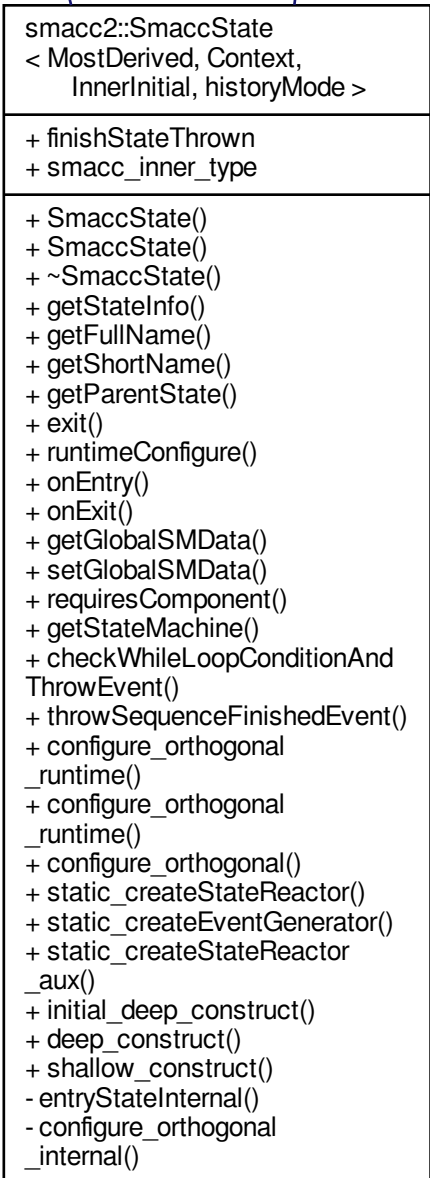 smacc2::SmaccState
< MostDerived, Context,
InnerInitial, historyMode >
+ finishStateThrown
+ smacc_inner_type
+ SmaccState()
+ SmaccState()
+ ~SmaccState()
+ getStateInfo()
+ getFullName()
+ getShortName()
+ getParentState()
+ exit()
+ runtimeConfigure()
+ onEntry()
+ onExit()
+ getGlobalSMData()
+ setGlobalSMData()
+ requiresComponent()
+ getStateMachine()
+ checkWhileLoopConditionAnd
ThrowEvent()
+ throwSequenceFinishedEvent()
+ configure_orthogonal
_runtime()
+ configure_orthogonal
_runtime()
+ configure_orthogonal()
+ static_createStateReactor()
+ static_createEventGenerator()
+ static_createStateReactor
_aux()
+ initial_deep_construct()
+ deep_construct()
+ shallow_construct()
- entryStateInternal()
- configure_orthogonal
_internal()